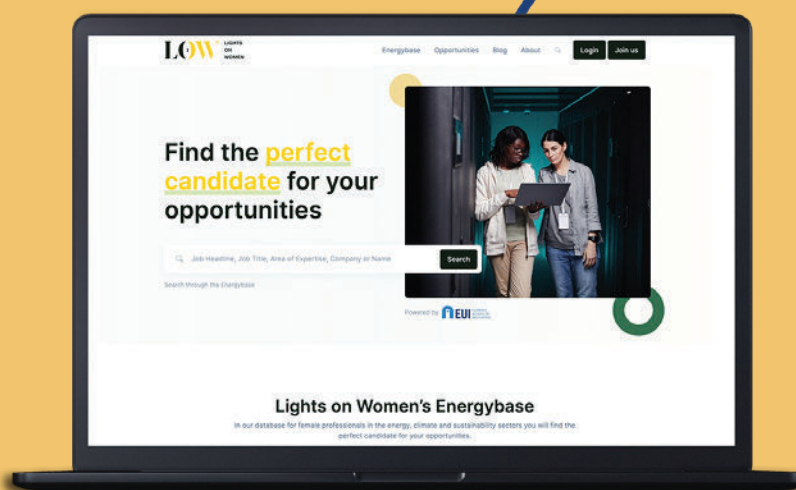 LOW
LIGHTS
ON
WOMEN
Energybase Opportunities Blog About Login Join us
Find the perfect
candidate for your
opportunities
Job Headline, Job Title, Area of Expertise, Company or Name Search
Search through the Energybase
Powered by EUI
Lights on Women's Energybase
In our database for female professionals in the energy, climate and sustainability sectors you will find the
perfect candidate for your opportunities.